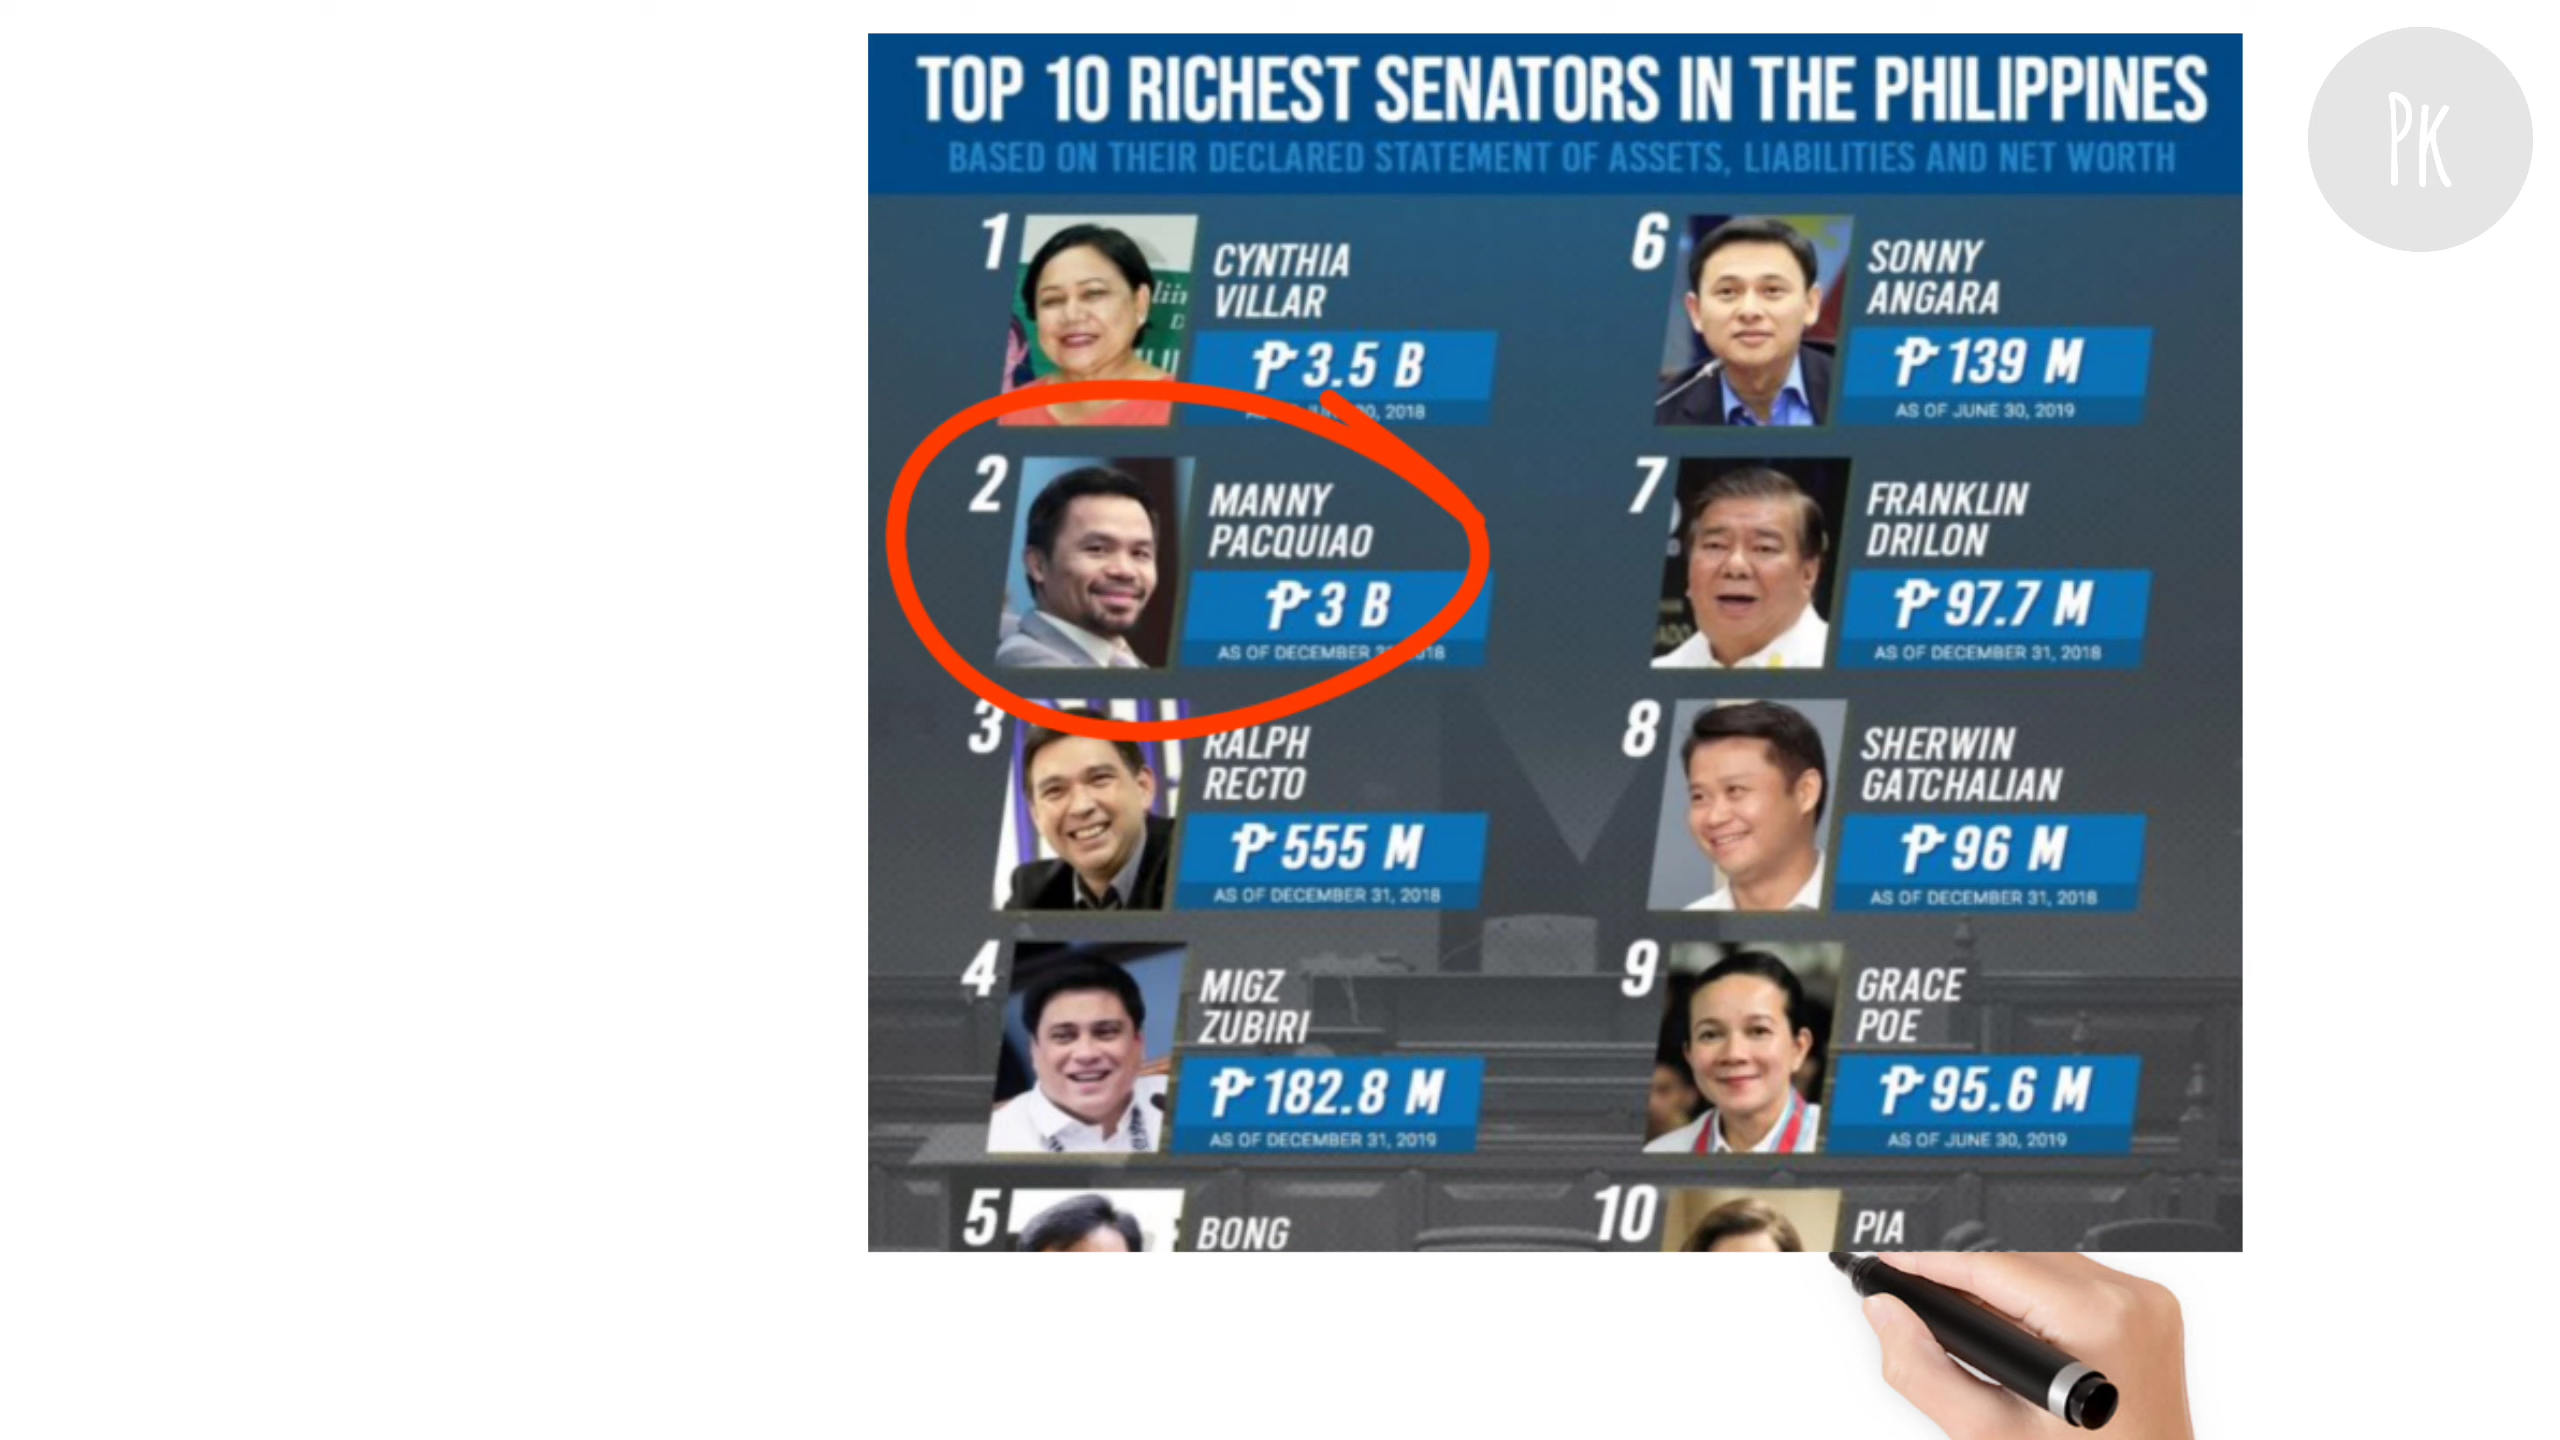 TOP 10 RICHEST SENATORS IN THE PHILIPPINES
BASED ON THEIR DECLARED STATEMENT OF ASSETS, LIABILITIES AND NET WORTH
PK
1
CYNTHIA
VILLAR
₱3.5 B
2018
2
MANNY
PACQUIAO
₱3 B
AS OF DECEMBER 2018
3
RALPH
RECTO
₱555 M
AS OF DECEMBER 31, 2018
4
MIGZ
ZUBIRI
₱182.8 M
AS OF DECEMBER 31, 2019
5
BONG
6
SONNY
ANGARA
₱139 M
AS OF JUNE 30, 2019
7
FRANKLIN
DRILON
₱97.7 M
AS OF DECEMBER 31, 2018
8
SHERWIN
GATCHALIAN
₱96 M
AS OF DECEMBER 31, 2018
9
GRACE
POE
₱95.6 M
AS OF JUNE 30, 2019
10
PIA